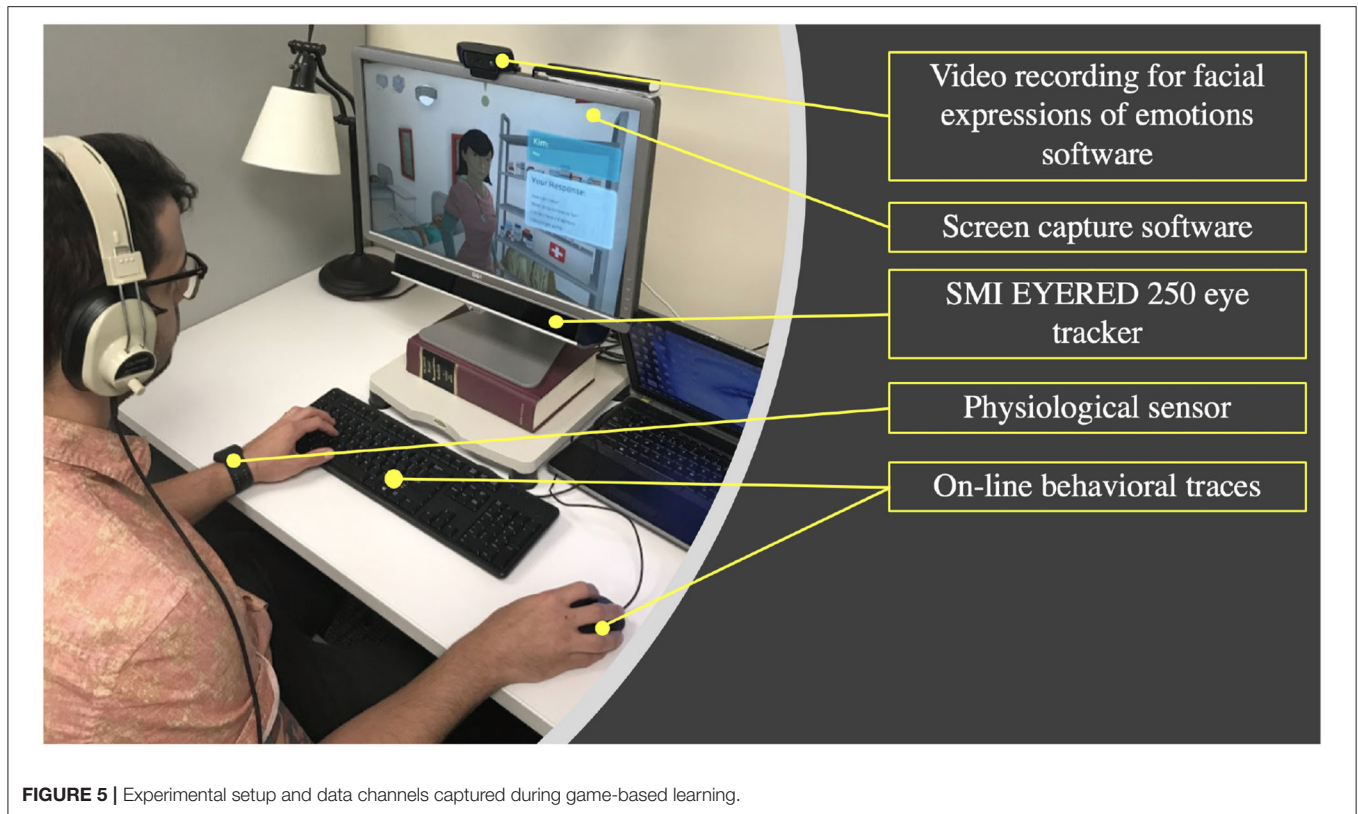 Video recording for facial
expressions of emotions
software
Screen capture software
SMI EYERED 250 eye
tracker
Physiological sensor
On-line behavioral traces
Kim:
Your Response:
FIGURE 5 | Experimental setup and data channels captured during game-based learning.